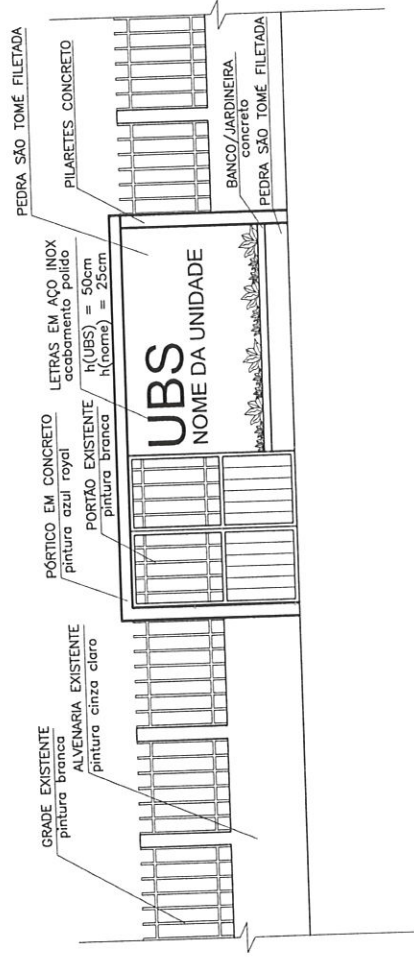 GRADE EXISTENTE
pintura branca
ALVENARIA EXISTENTE
pintura cinza claro
PÓRTICO EM CONCRETO
pintura azul royal
PORTÃO EXISTENTE
pintura branca
LETRAS EM AÇO INOX
acabamento polido
h(UBS) = 50cm
h(nome) = 25cm
UBS
NOME DA UNIDADE
PEDRA SÃO TOMÉ FILETADA
PILARETES CONCRETO
BANCO/JARDINEIRA
concreto
PEDRA SÃO TOMÉ FILETADA